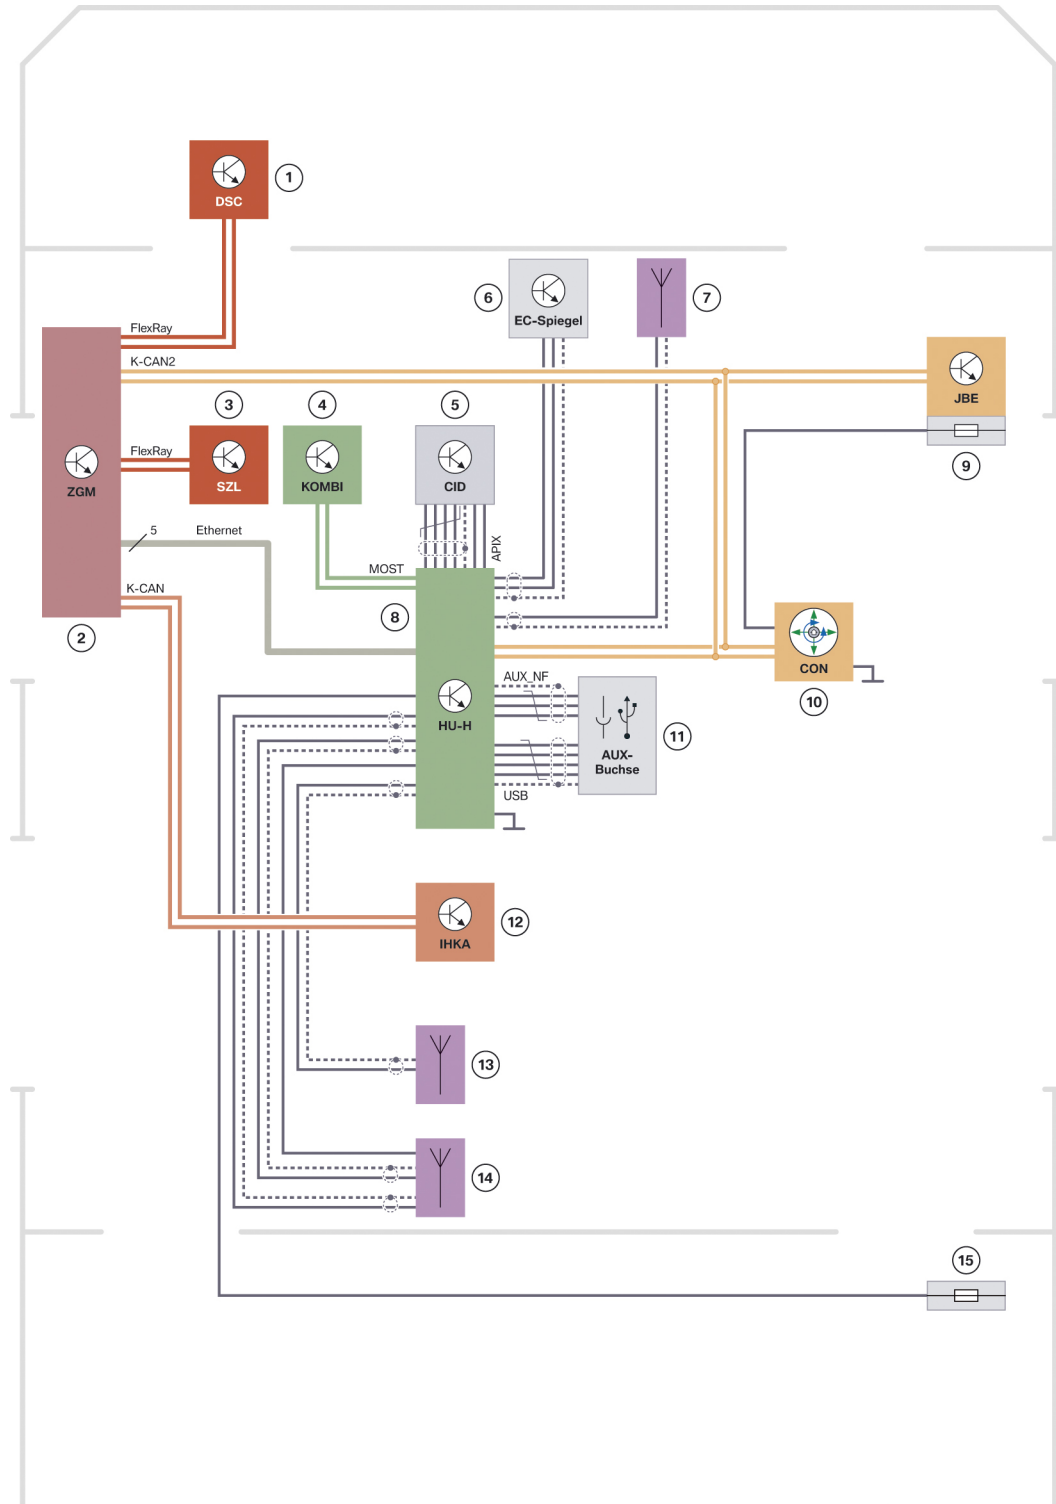 1
DSC
6
EC-Spiegel
7
FlexRay
K-CAN2
JBE
9
3
4
5
FlexRay
SZL
KOMBI
CID
ZGM
2
5
Ethernet
APIX
MOST
K-CAN
8
HU-H
CON
10
AUX_NF
AUX-
Buchse
11
USB
IHKA
12
13
14
15